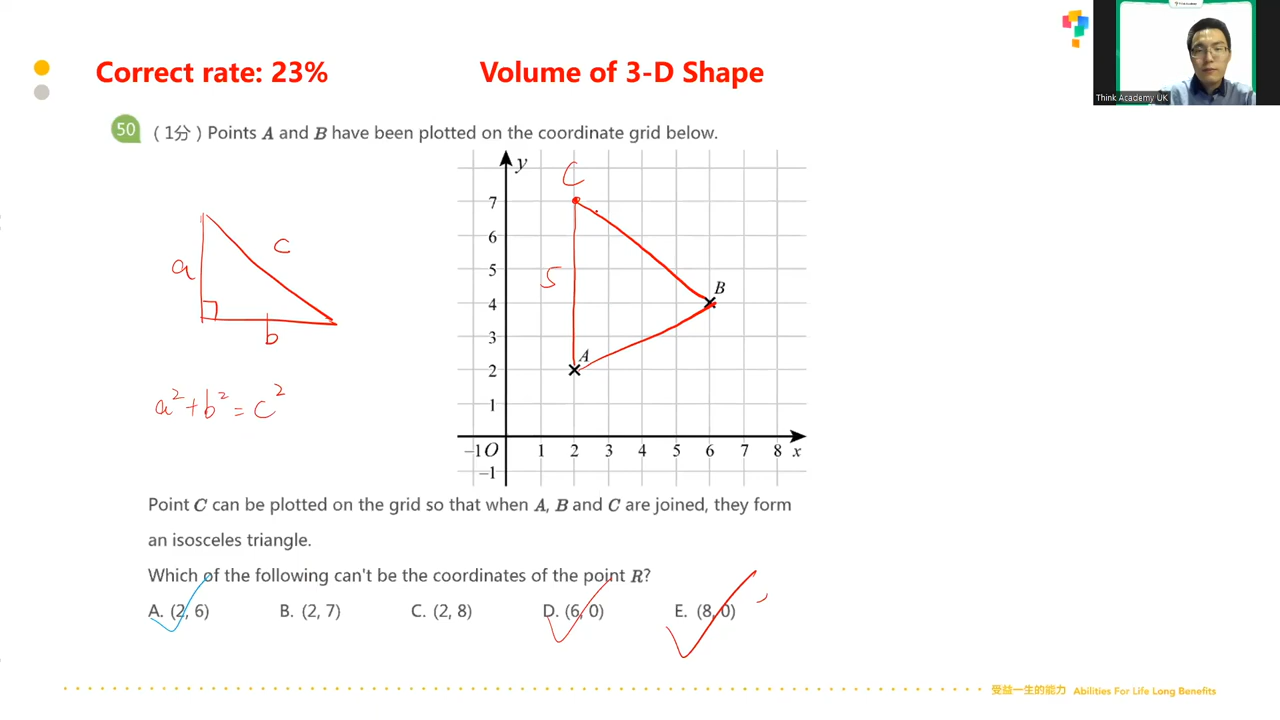 Think Academy
Think Academy UK
Correct rate: 23%
Volume of 3-D Shape
50
（1分）Points A and B have been plotted on the coordinate grid below.
y
C
7
6
5
4
3
2
1
–1
–1 O 1 2 3 4 5 6 7 8 x
5
A
B
a
c
b
a²+b²=c²
Point C can be plotted on the grid so that when A, B and C are joined, they form
an isosceles triangle.
Which of the following can't be the coordinates of the point R?
A. (2, 6) B. (2, 7) C. (2, 8) D. (6, 0) E. (8, 0)
受益一生的能力 Abilities For Life Long Benefits